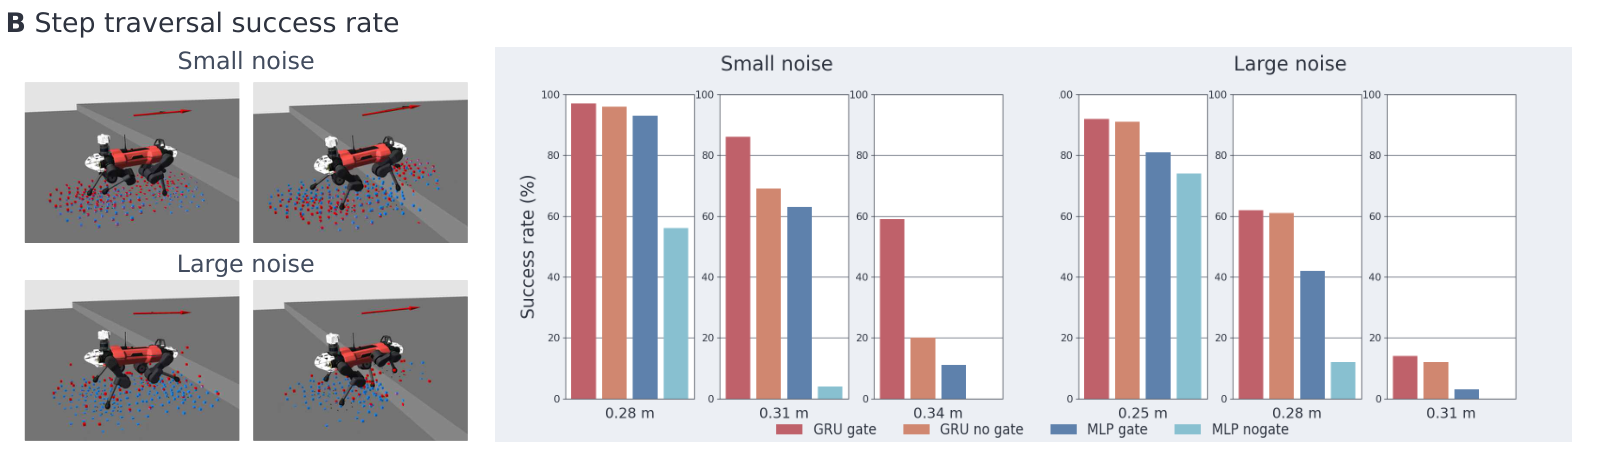 B Step traversal success rate
Small noise
Large noise
Small noise
Large noise
Success rate (%)
100
80
60
40
20
0
0.28 m
100
80
60
40
20
0
0.31 m
100
80
60
40
20
0
0.34 m
.00
80
60
40
20
0
0.25 m
100
80
60
40
20
0
0.28 m
100
80
60
40
20
0
0.31 m
GRU gate
GRU no gate
MLP gate
MLP nogate